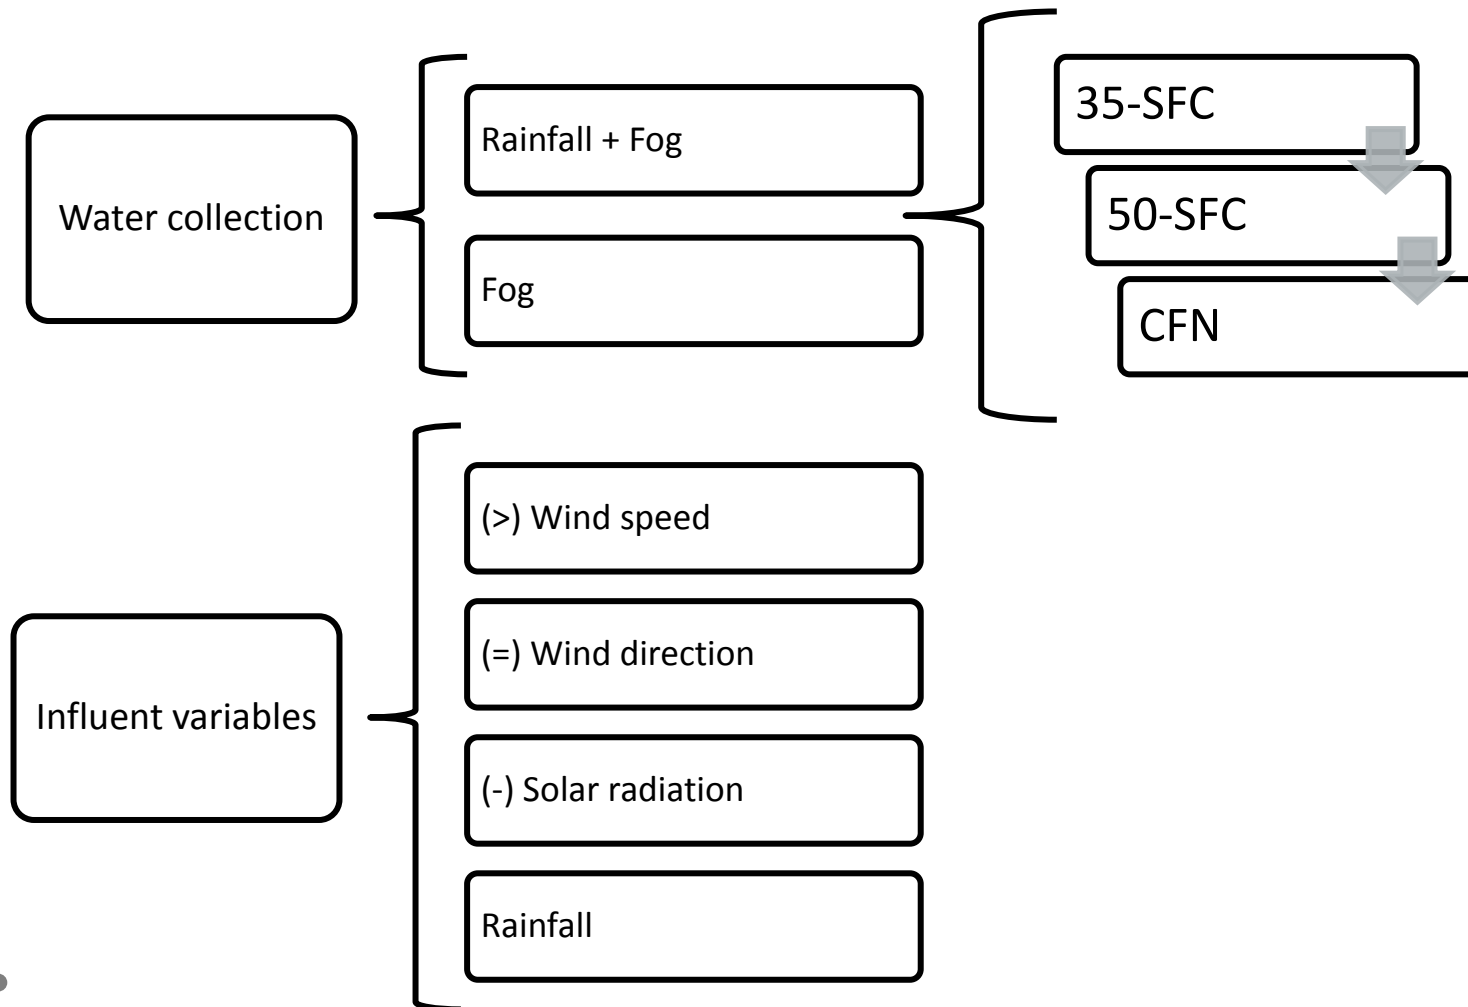 Water collection
Rainfall + Fog
Fog
35-SFC
50-SFC
CFN
Influent variables
(>) Wind speed
(=) Wind direction
(-) Solar radiation
Rainfall